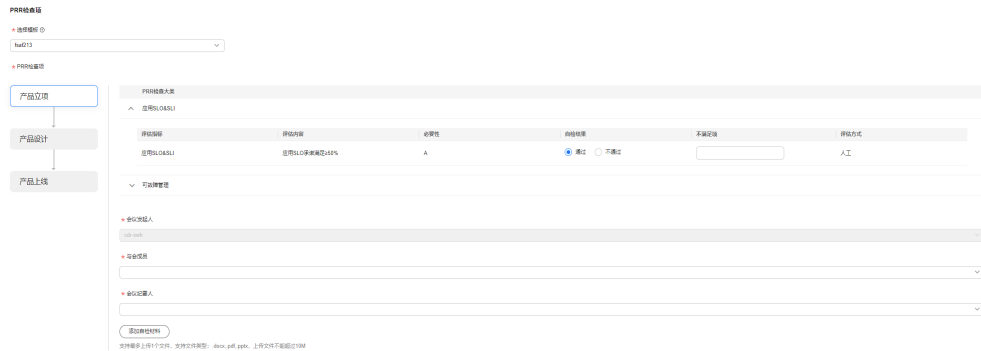 PRR检查项
* 选择模板
fsad213
* PRR检查项
产品立项
产品设计
产品上线
PRR检查大类
应用SLO&SLI
评估指标 评估内容 必要性 自检结果 不满足项 评估方式
应用SLO&SLI 应用SLO承诺满足≥50% A 通过 不通过 人工
可故障管理
* 会议发起人
* 与会成员
* 会议纪要人
添加自检材料
支持最多上传1个文件，支持文件类型： docx,.pdf,.pptx，上传文件不能超过10M